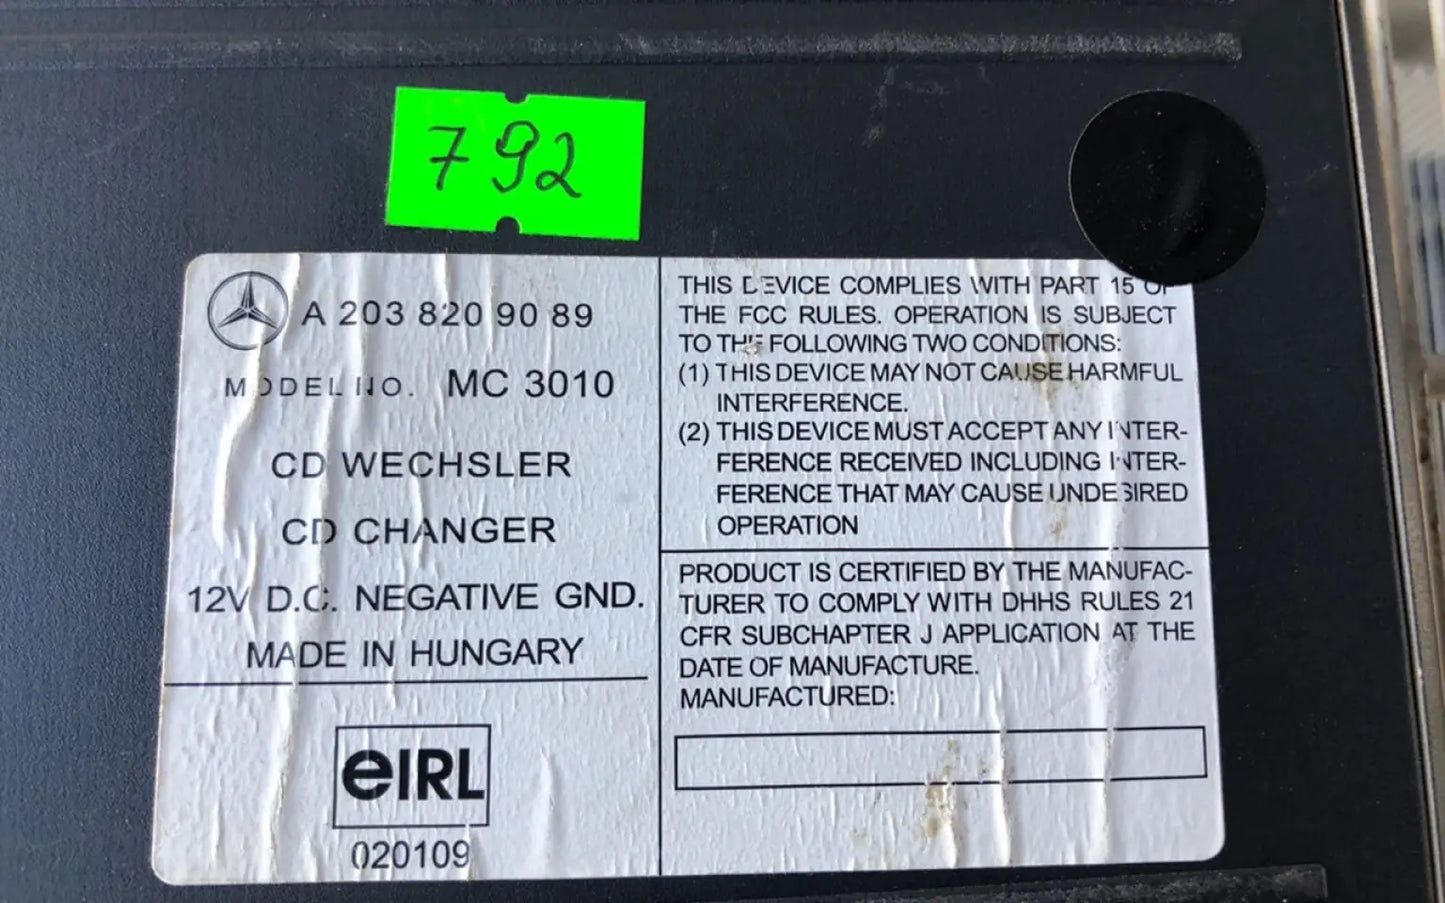 792
A 203 820 90 89
MODEL NO. MC 3010
CD WECHSLER
CD CHANGER
12V D.C. NEGATIVE GND.
MADE IN HUNGARY
eIRL
020109
THIS DEVICE COMPLIES WITH PART 15 OF
THE FCC RULES. OPERATION IS SUBJECT
TO THE FOLLOWING TWO CONDITIONS:
(1) THIS DEVICE MAY NOT CAUSE HARMFUL
INTERFERENCE.
(2) THIS DEVICE MUST ACCEPT ANY INTER-
FERENCE RECEIVED INCLUDING INTER-
FERENCE THAT MAY CAUSE UNDESIRED
OPERATION
PRODUCT IS CERTIFIED BY THE MANUFAC-
TURER TO COMPLY WITH DHHS RULES 21
CFR SUBCHAPTER J APPLICATION AT THE
DATE OF MANUFACTURE.
MANUFACTURED: